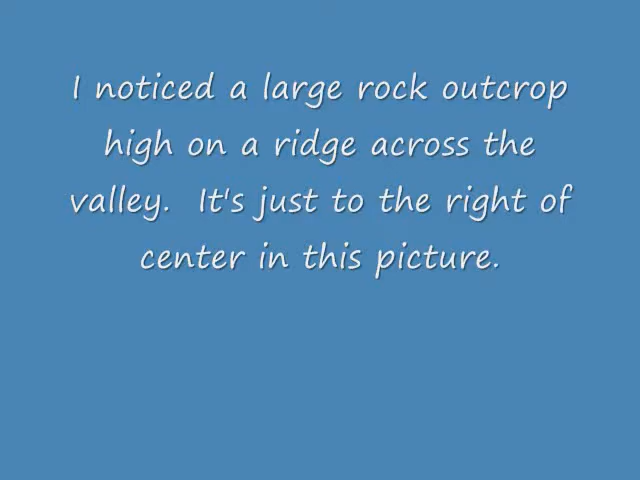 I noticed a large rock outcrop
high on a ridge across the
valley.  It's just to the right of
center in this picture.